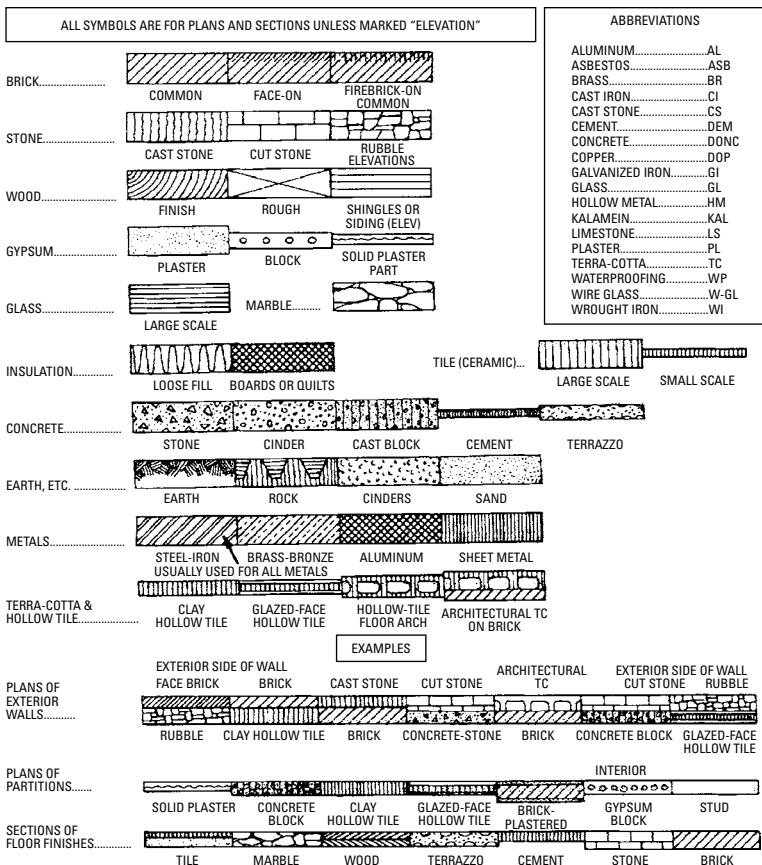 ALL SYMBOLS ARE FOR PLANS AND SECTIONS UNLESS MARKED “ELEVATION”
ABBREVIATIONS
ALUMINUM.......................AL
ASBESTOS.......................ASB
BRASS..............................BR
CAST IRON.......................CI
CAST STONE....................CS
CEMENT...........................DEM
CONCRETE.......................DONC
COPPER...........................DOP
GALVANIZED IRON..........GI
GLASS..............................GL
HOLLOW METAL..............HM
KALAMEIN.......................KAL
LIMESTONE......................LS
PLASTER..........................PL
TERRA-COTTA.................TC
WATERPROOFING............WP
WIRE GLASS....................W-GL
WROUGHT IRON..............WI
BRICK...........................
COMMON FACE-ON FIREBRICK-ON
COMMON
STONE...........................
CAST STONE CUT STONE RUBBLE
ELEVATIONS
WOOD...........................
FINISH ROUGH SHINGLES OR
SIDING (ELEV)
GYPSUM.......................
PLASTER BLOCK SOLID PLASTER
PART
GLASS........................... MARBLE........
LARGE SCALE
INSULATION............... TILE (CERAMIC)...
LOOSE FILL BOARDS OR QUILTS LARGE SCALE SMALL SCALE
CONCRETE....................
STONE CINDER CAST BLOCK CEMENT TERRAZZO
EARTH, ETC. ................
EARTH ROCK CINDERS SAND
METALS.......................
STEEL-IRON BRASS-BRONZE ALUMINUM SHEET METAL
USUALLY USED FOR ALL METALS
TERRA-COTTA &
HOLLOW TILE...................
CLAY
HOLLOW TILE
GLAZED-FACE
HOLLOW TILE
HOLLOW-TILE
FLOOR ARCH
ARCHITECTURAL TC
ON BRICK
EXAMPLES
EXTERIOR SIDE OF WALL
FACE BRICK BRICK CAST STONE CUT STONE
ARCHITECTURAL
TC
EXTERIOR SIDE OF WALL
CUT STONE RUBBLE
PLANS OF
EXTERIOR
WALLS.........
RUBBLE CLAY HOLLOW TILE BRICK CONCRETE-STONE BRICK CONCRETE BLOCK GLAZED-FACE
HOLLOW TILE
PLANS OF
PARTITIONS......
INTERIOR
SOLID PLASTER CONCRETE
BLOCK
CLAY
HOLLOW TILE
GLAZED-FACE
HOLLOW TILE
BRICK-
PLASTERED
GYPSUM
BLOCK
STUD
SECTIONS OF
FLOOR FINISHES...........
TILE MARBLE WOOD TERRAZZO CEMENT STONE BRICK